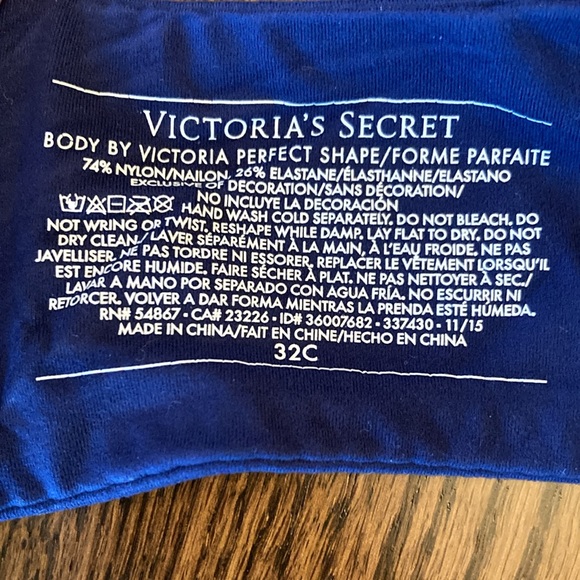 VICTORIA'S SECRET
BODY BY VICTORIA PERFECT SHAPE/FORME PARFAITE
74% NYLON/NAILON, 26% ELASTANE/ÉLASTHANNE/ELASTANO
EXCLUSIVE OF DECORATION/SANS DÉCORATION/
NO INCLUYE LA DECORACIÓN
HAND WASH COLD SEPARATELY. DO NOT BLEACH. DO
NOT WRING OR TWIST, RESHAPE WHILE DAMP. LAY FLAT TO DRY. DO NOT
DRY CLEAN/LAVER SÉPARÉMENT À LA MAIN, À L'EAU FROIDE. NE PAS
JAVELLISER. NE PAS TORDRE NI ESSORER, REPLACER LE VÊTEMENT LORSQU'IL
EST ENCORE HUMIDE. FAIRE SÉCHER À PLAT. NE PAS NETTOYER À SEC./
LAVAR A MANO POR SEPARADO CON AGUA FRÍA. NO ESCURRIR NI
RETORCER. VOLVER A DAR FORMA MIENTRAS LA PRENDA ESTÉ HÚMEDA.
RN# 54867 • CA# 23226 • ID# 36007682 • 337430 • 11/15
MADE IN CHINA/FAIT EN CHINE/HECHO EN CHINA
32C